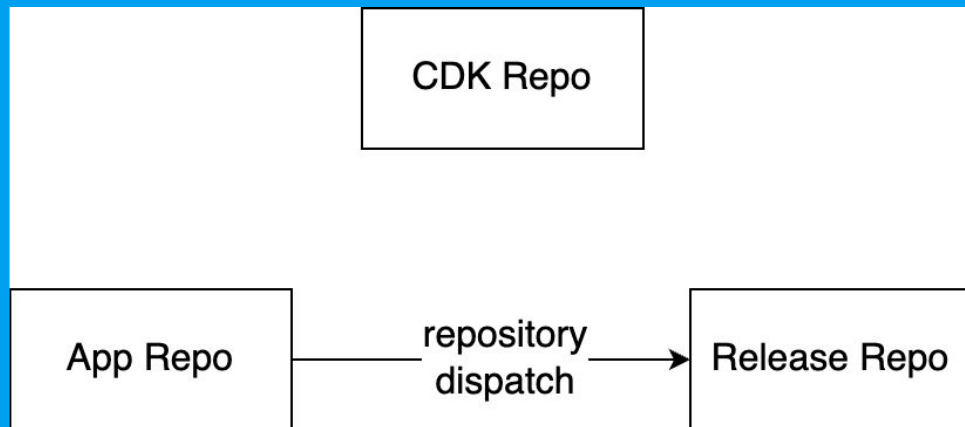 CDK Repo
App Repo
repository
dispatch
Release Repo